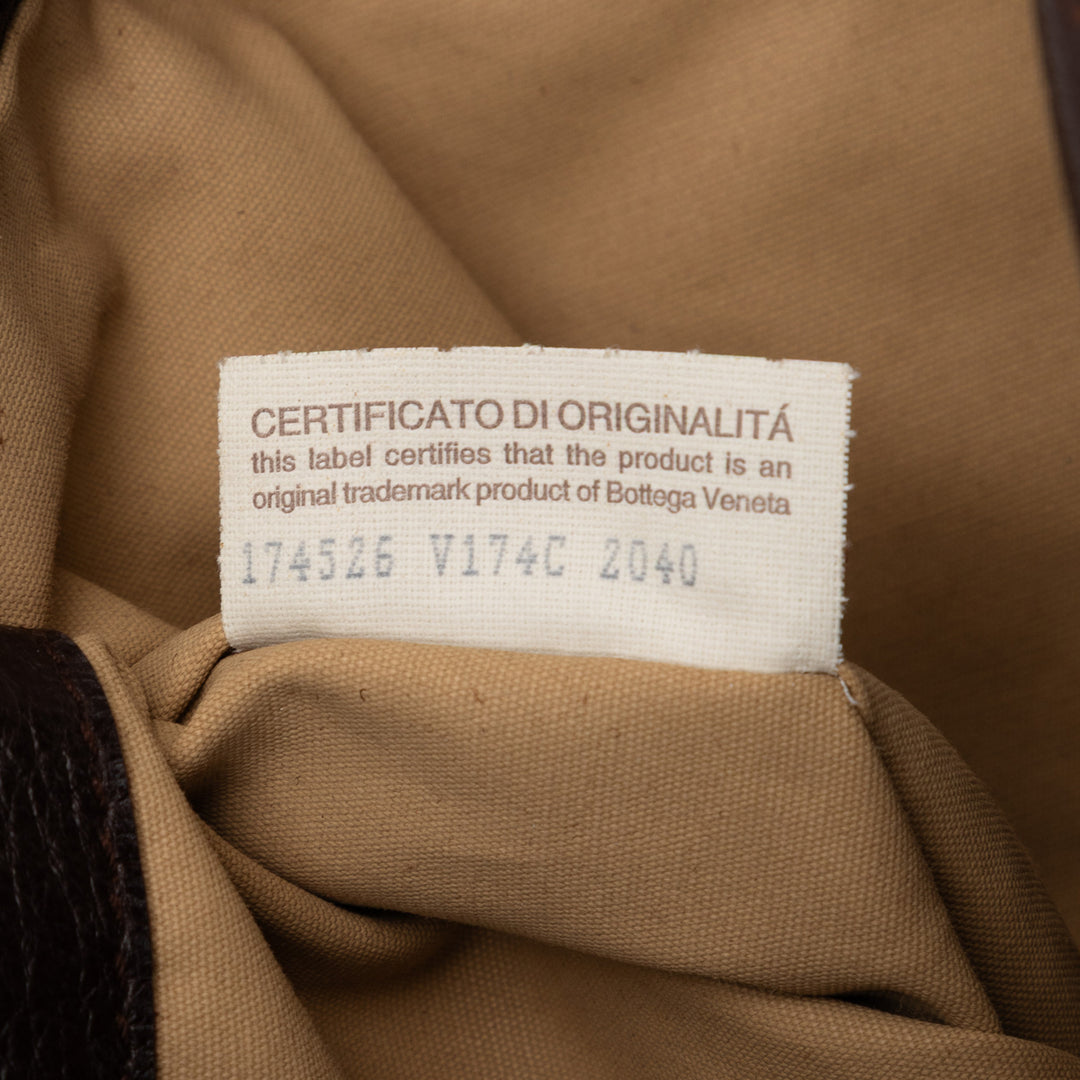 CERTIFICATO DI ORIGINALITÁ
this label certifies that the product is an
original trademark product of Bottega Veneta
174526 V174C 2040